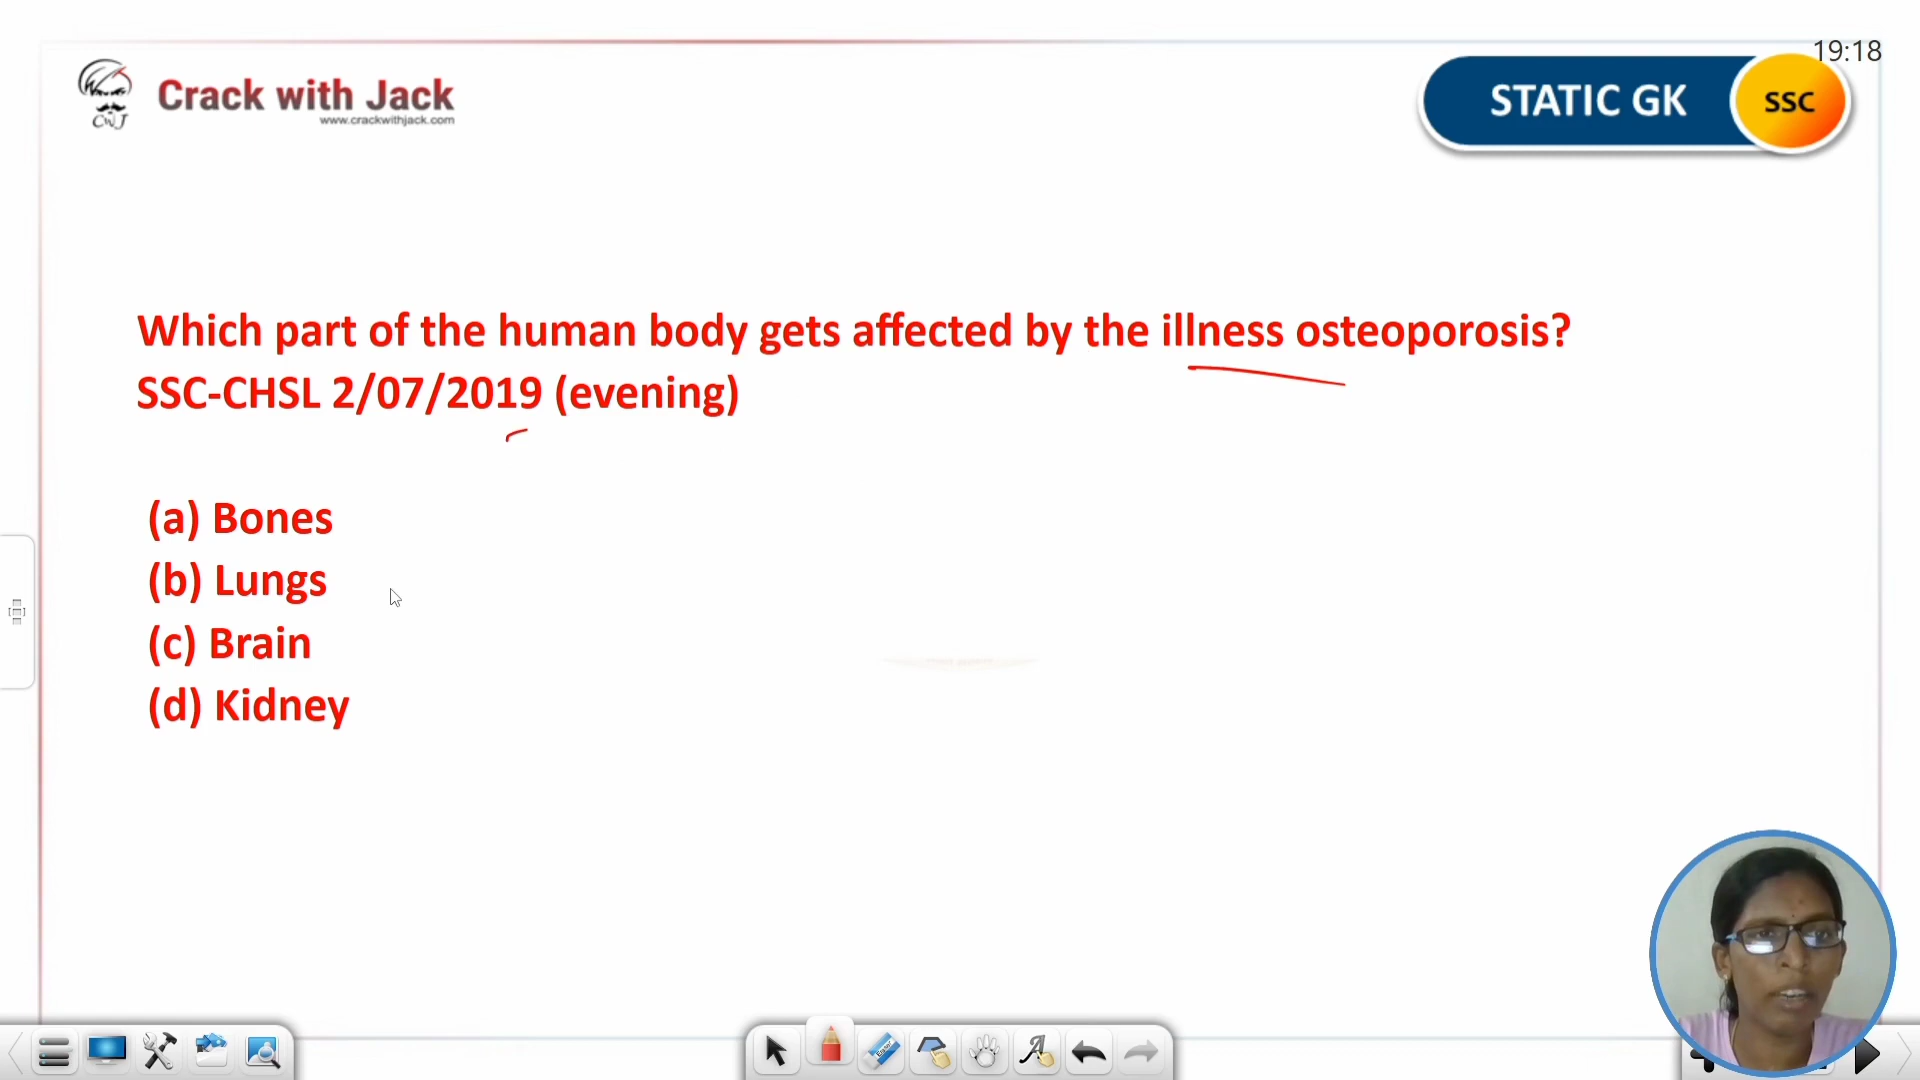 19:18
Crack with Jack
www.crackwithjack.com
CWJ
STATIC GK
SSC
Which part of the human body gets affected by the illness osteoporosis?
SSC-CHSL 2/07/2019 (evening)
(a) Bones
(b) Lungs
(c) Brain
(d) Kidney